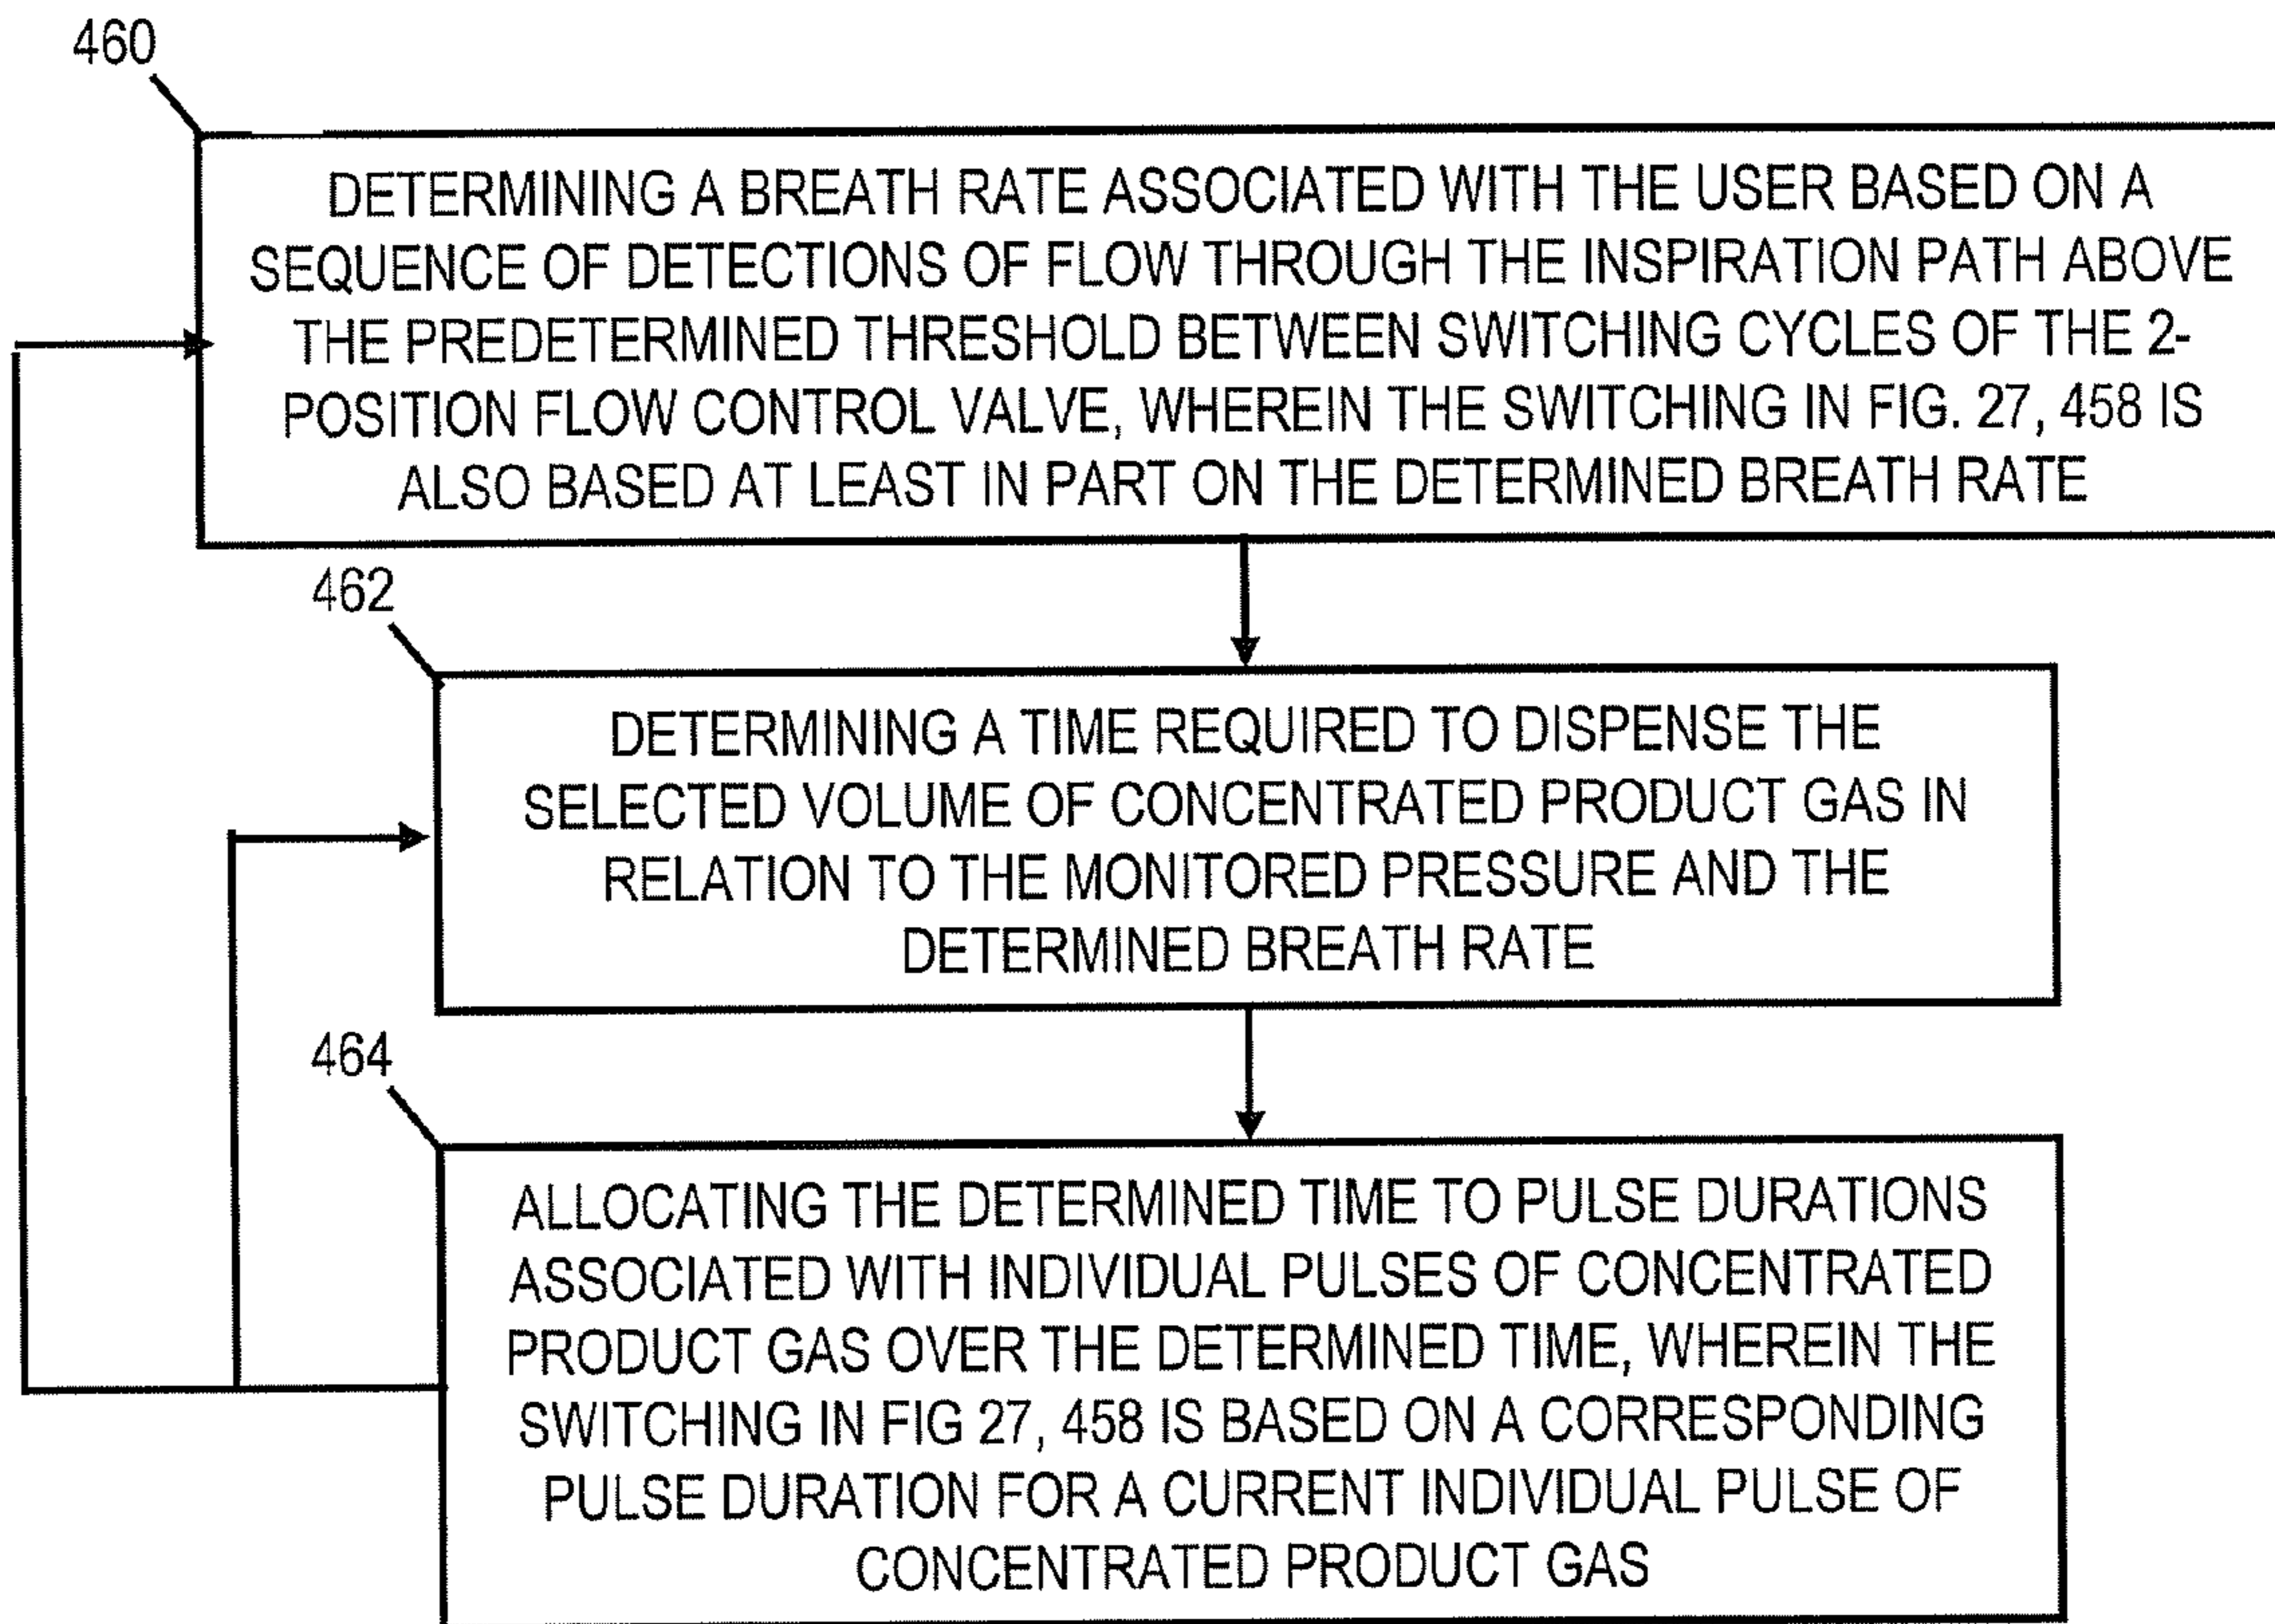 460
DETERMINING A BREATH RATE ASSOCIATED WITH THE USER BASED ON A
SEQUENCE OF DETECTIONS OF FLOW THROUGH THE INSPIRATION PATH ABOVE
THE PREDETERMINED THRESHOLD BETWEEN SWITCHING CYCLES OF THE 2-
POSITION FLOW CONTROL VALVE, WHEREIN THE SWITCHING IN FIG. 27, 458 IS
ALSO BASED AT LEAST IN PART ON THE DETERMINED BREATH RATE
462
DETERMINING A TIME REQUIRED TO DISPENSE THE
SELECTED VOLUME OF CONCENTRATED PRODUCT GAS IN
RELATION TO THE MONITORED PRESSURE AND THE
DETERMINED BREATH RATE
464
ALLOCATING THE DETERMINED TIME TO PULSE DURATIONS
ASSOCIATED WITH INDIVIDUAL PULSES OF CONCENTRATED
PRODUCT GAS OVER THE DETERMINED TIME, WHEREIN THE
SWITCHING IN FIG 27, 458 IS BASED ON A CORRESPONDING
PULSE DURATION FOR A CURRENT INDIVIDUAL PULSE OF
CONCENTRATED PRODUCT GAS